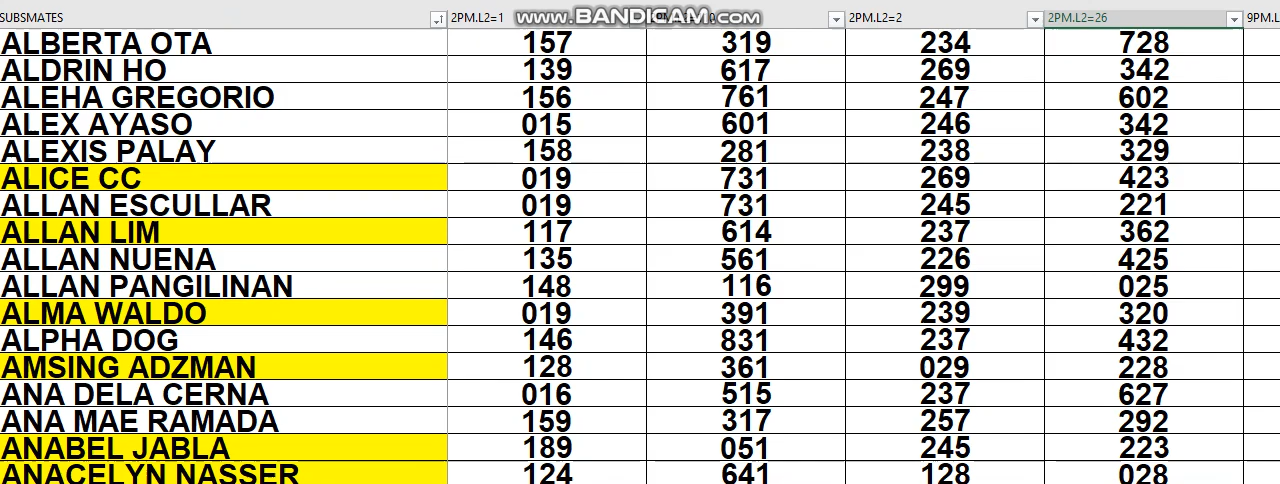 SUBSMATES 2PM.L2=1 www.BANDICAM.com 2PM.L2=2 2PM.L2=26 9PM.L
ALBERTA OTA 157 319 234 728
ALDRIN HO 139 617 269 342
ALEHA GREGORIO 156 761 247 602
ALEX AYASO 015 601 246 342
ALEXIS PALAY 158 281 238 329
ALICE CC 019 731 269 423
ALLAN ESCULLAR 019 731 245 221
ALLAN LIM 117 614 237 362
ALLAN NUENA 135 561 226 425
ALLAN PANGILINAN 148 116 299 025
ALMA WALDO 019 391 239 320
ALPHA DOG 146 831 237 432
AMSING ADZMAN 128 361 029 228
ANA DELA CERNA 016 515 237 627
ANA MAE RAMADA 159 317 257 292
ANABEL JABLA 189 051 245 223
ANACELYN NASSER 124 641 128 028